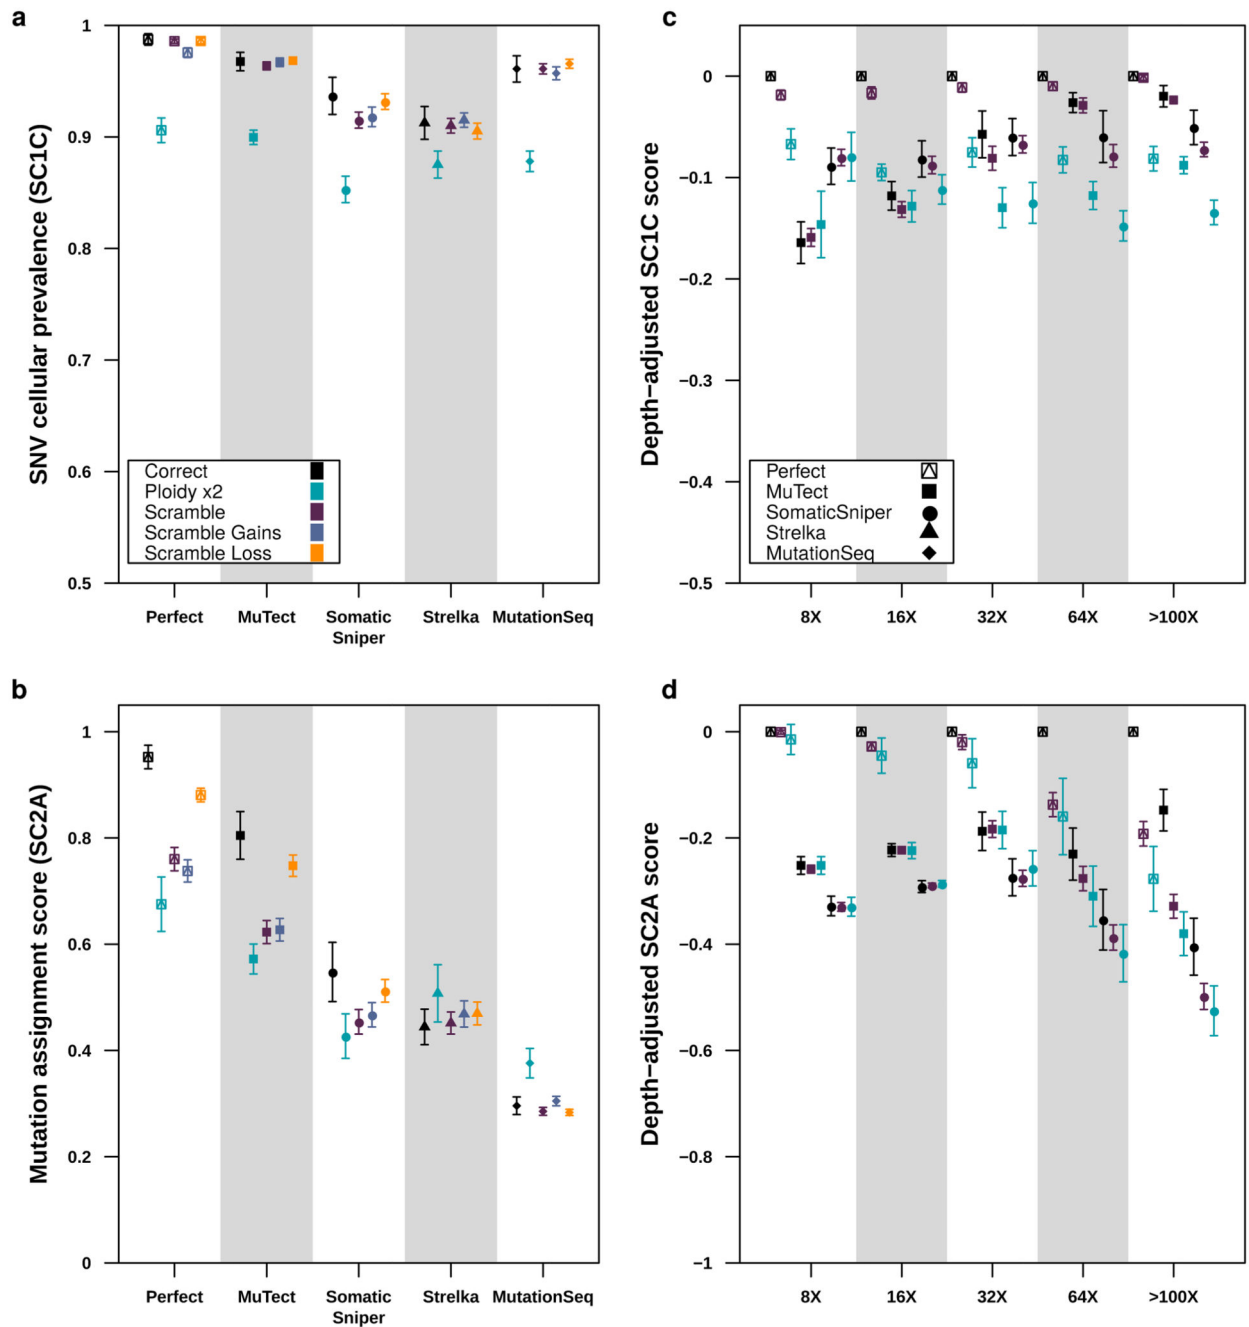 a
SNV cellular prevalence (SC1C)
1
0.9
0.8
0.7
0.6
0.5
Correct
Ploidy x2
Scramble
Scramble Gains
Scramble Loss
Perfect
MuTect
Somatic
Sniper
Strelka
MutationSeq
c
Depth−adjusted SC1C score
0
−0.1
−0.2
−0.3
−0.4
−0.5
Perfect
MuTect
SomaticSniper
Strelka
MutationSeq
8X
16X
32X
64X
>100X
b
Mutation assignment score (SC2A)
1
0.8
0.6
0.4
0.2
0
Perfect
MuTect
Somatic
Sniper
Strelka
MutationSeq
d
Depth−adjusted SC2A score
0
−0.2
−0.4
−0.6
−0.8
−1
8X
16X
32X
64X
>100X